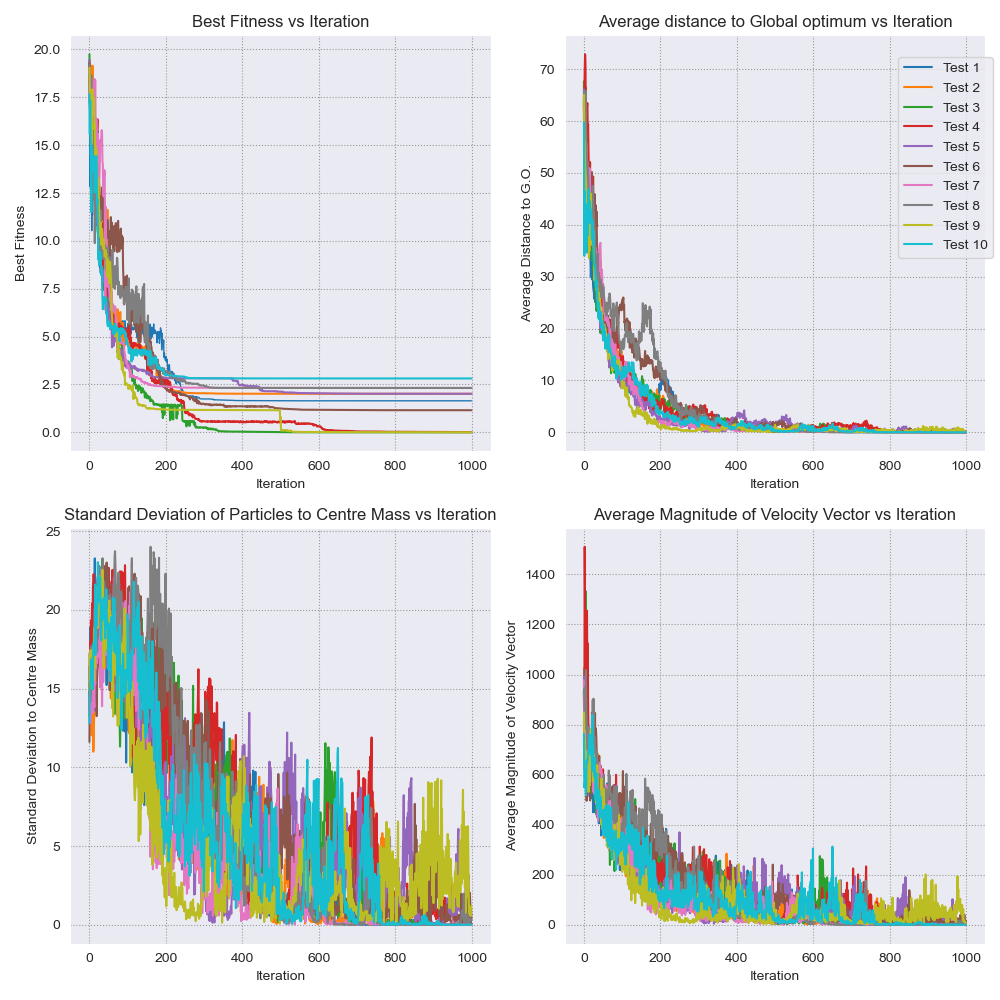 Best Fitness vs Iteration
20.0
17.5
15.0
12.5
10.0
7.5
5.0
2.5
0.0
Best Fitness
0 200 400 600 800 1000
Iteration
Average distance to Global optimum vs Iteration
70
60
50
40
30
20
10
0
Average Distance to G.O.
0 200 400 600 800 1000
Iteration
Test 1
Test 2
Test 3
Test 4
Test 5
Test 6
Test 7
Test 8
Test 9
Test 10
Standard Deviation of Particles to Centre Mass vs Iteration
25
20
15
10
5
0
Standard Deviation to Centre Mass
0 200 400 600 800 1000
Iteration
Average Magnitude of Velocity Vector vs Iteration
1400
1200
1000
800
600
400
200
0
Average Magnitude of Velocity Vector
0 200 400 600 800 1000
Iteration